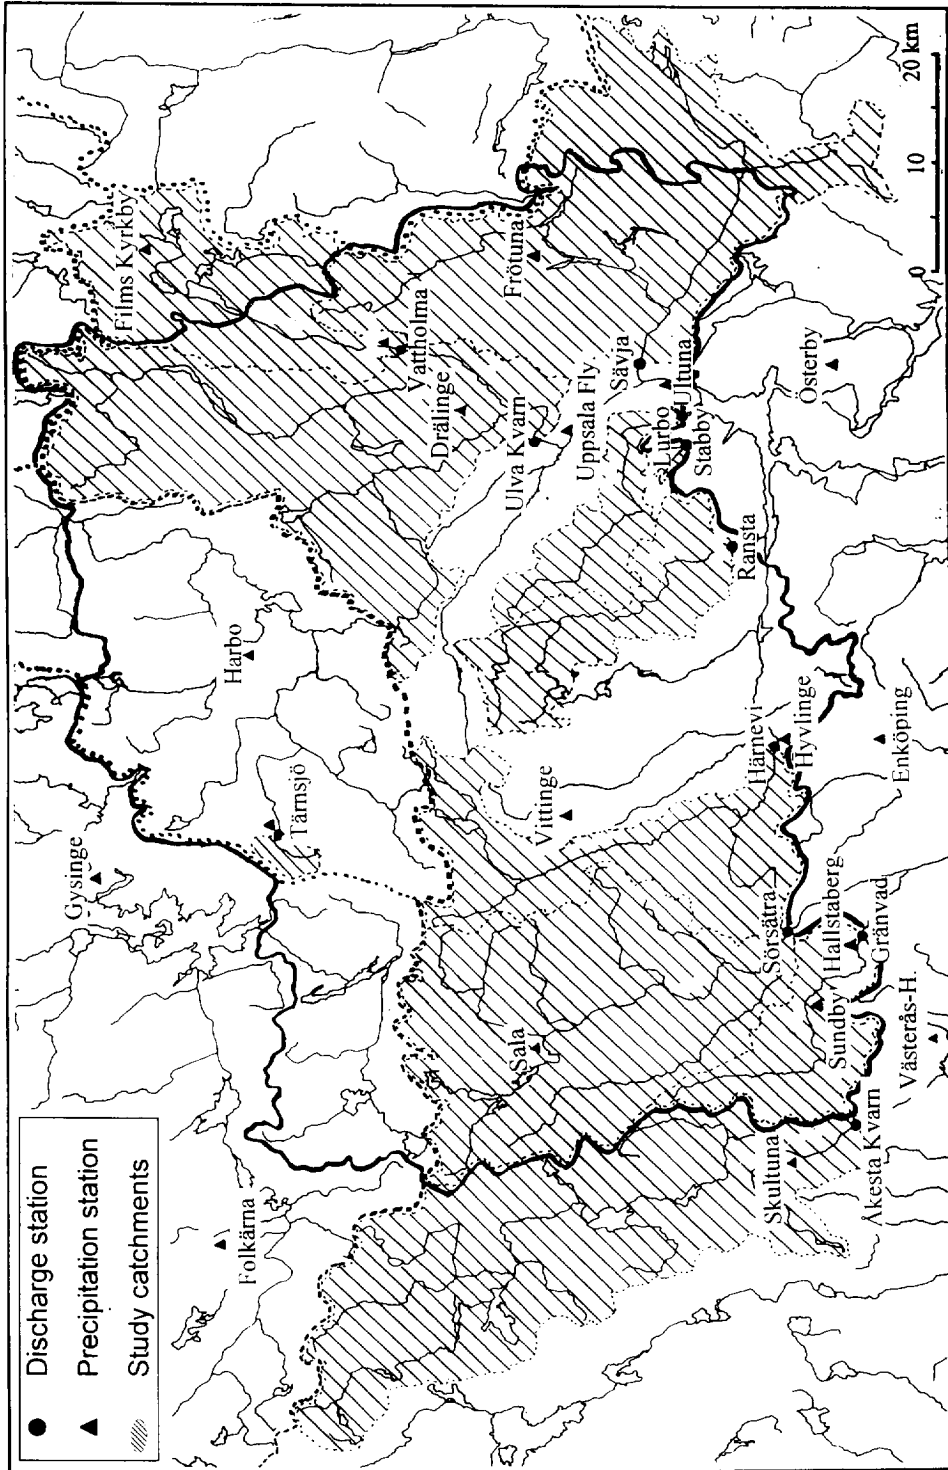 Discharge station
Precipitation station
Study catchments
Folkärna
Gysinge
Tärnsjö
Harbo
Films Kyrkby
Vattholma
Drälinge
Ulva Kvarn
Uppsala Fly
Frötuna
Sävja
Ultuna
Lurbo
Stabby
Ransta
Österby
Vittinge
Härnevi
Hyvlinge
Enköping
Sala
Sörsätra
Sundby
Hallstaberg
Gränvad
Västerås-H.
Skultuna
Åkesta Kvarn
0 10 20 km